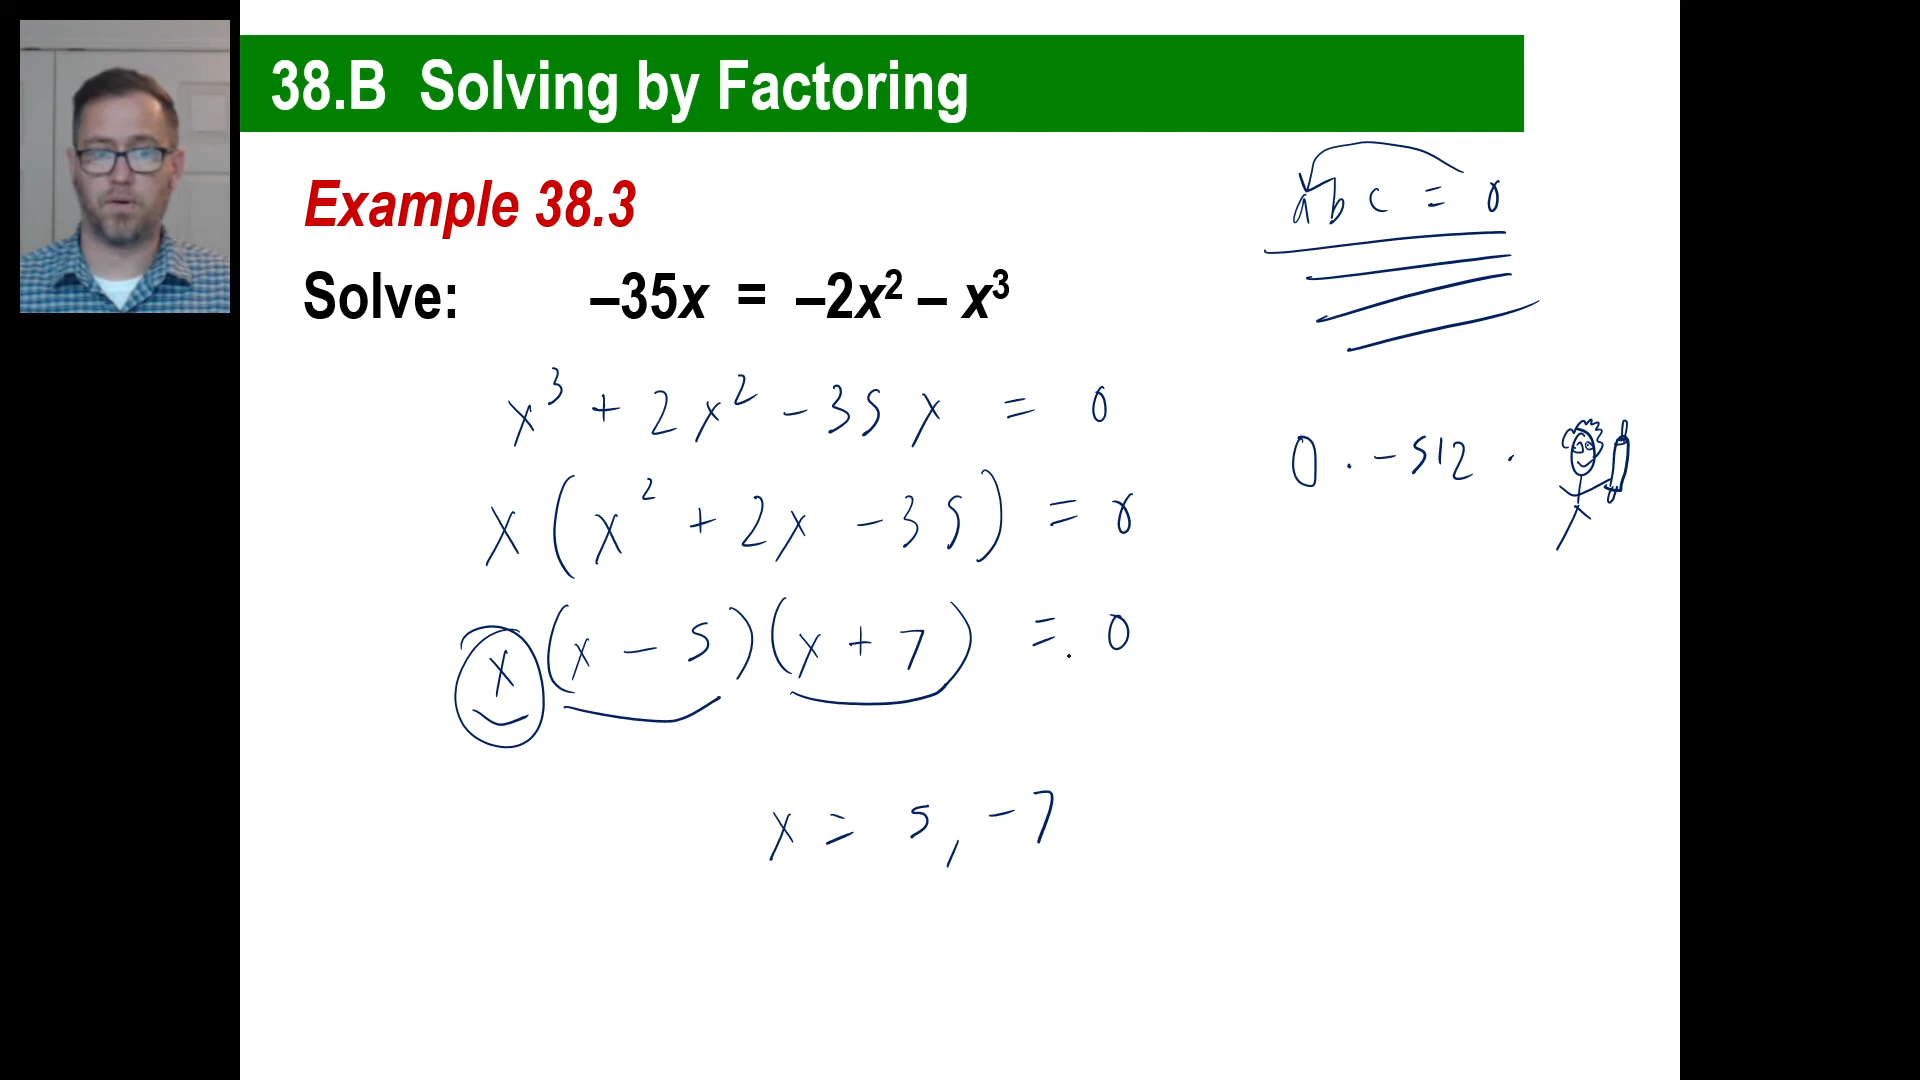 38.B Solving by Factoring
Example 38.3
abc = 0
Solve: –35x = –2x² – x³
x³ + 2x² - 35x = 0
0 · -512 ·
x(x² + 2x - 35) = 0
x(x - 5)(x + 7) = 0
x = 5, -7